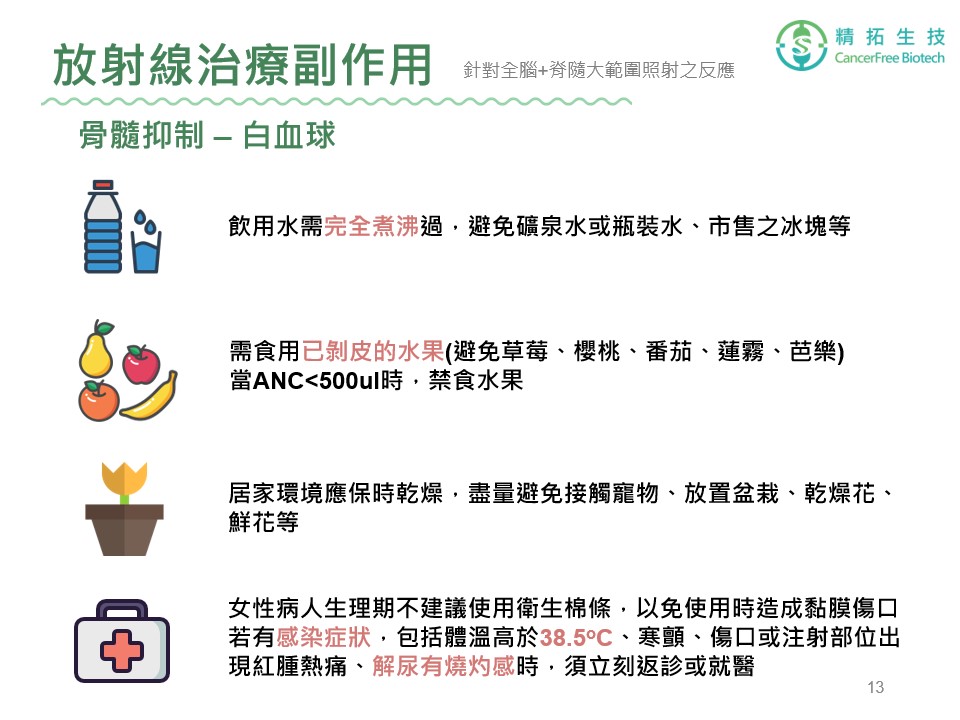 放射線治療副作用
針對全腦+脊隨大範圍照射之反應
精拓生技
CancerFree Biotech
骨髓抑制 – 白血球
飲用水需完全煮沸過，避免礦泉水或瓶裝水、市售之冰塊等
需食用已剝皮的水果(避免草莓、櫻桃、番茄、蓮霧、芭樂)
當ANC<500ul時，禁食水果
居家環境應保時乾燥，盡量避免接觸寵物、放置盆栽、乾燥花、
鮮花等
女性病人生理期不建議使用衛生棉條，以免使用時造成黏膜傷口
若有感染症狀，包括體溫高於38.5°C、寒顫、傷口或注射部位出
現紅腫熱痛、解尿有燒灼感時，須立刻返診或就醫
13